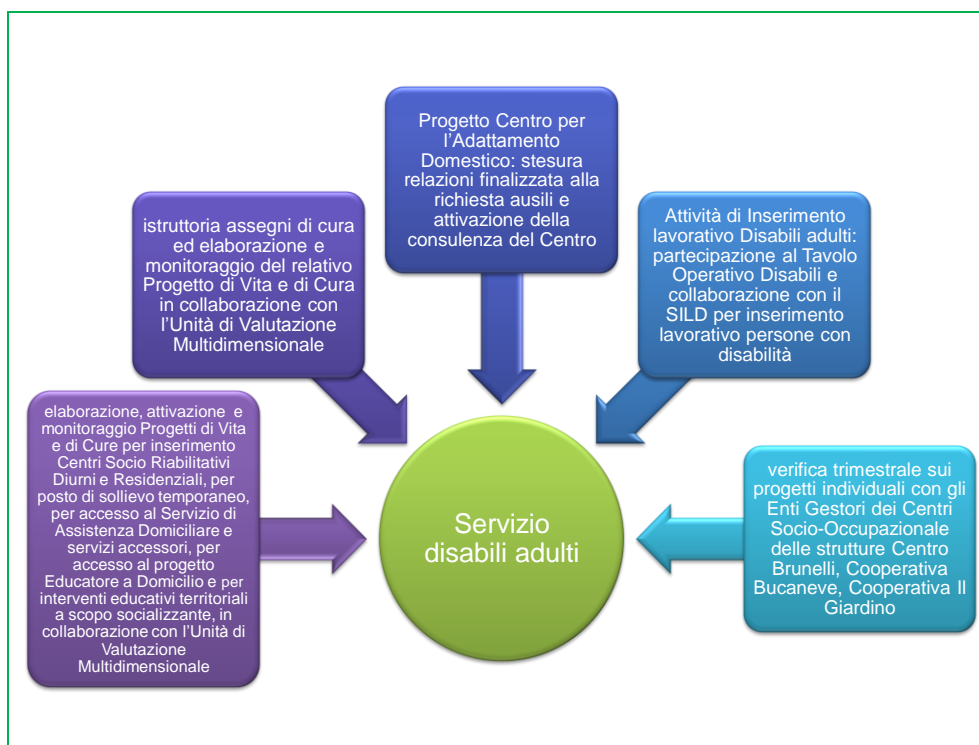 Progetto Centro per
l'Adattamento
Domestico: stesura
relazioni finalizzata alla
richiesta ausili e
attivazione della
consulenza del Centro
istruttoria assegni di cura
ed elaborazione e
monitoraggio del relativo
Progetto di Vita e di Cura
in collaborazione con
l'Unità di Valutazione
Multidimensionale
Attività di Inserimento
lavorativo Disabili adulti:
partecipazione al Tavolo
Operativo Disabili e
collaborazione con il
SILD per inserimento
lavorativo persone con
disabilità
elaborazione, attivazione e
monitoraggio Progetti di Vita
e di Cure per inserimento
Centri Socio Riabilitativi
Diurni e Residenziali, per
posto di sollievo temporaneo,
per accesso al Servizio di
Assistenza Domiciliare e
servizi accessori, per
accesso al progetto
Educatore a Domicilio e per
interventi educativi territoriali
a scopo socializzante, in
collaborazione con l'Unità di
Valutazione
Multidimensionale
Servizio
disabili adulti
verifica trimestrale sui
progetti individuali con gli
Enti Gestori dei Centri
Socio-Occupazionale
delle strutture Centro
Brunelli, Cooperativa
Bucaneve, Cooperativa Il
Giardino